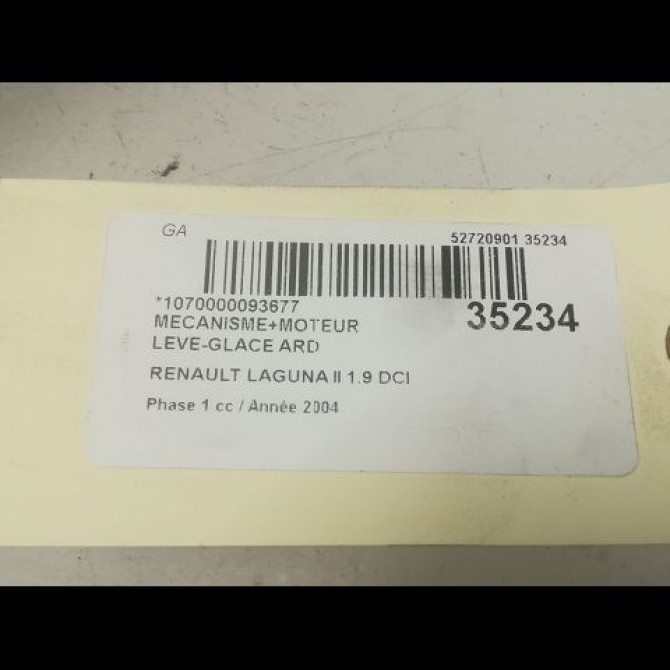 GA
52720901 35234
*1070000093677
35234
MECANISME+MOTEUR
LEVE-GLACE ARD
RENAULT LAGUNA II 1.9 DCI
Phase 1 cc / Année 2004